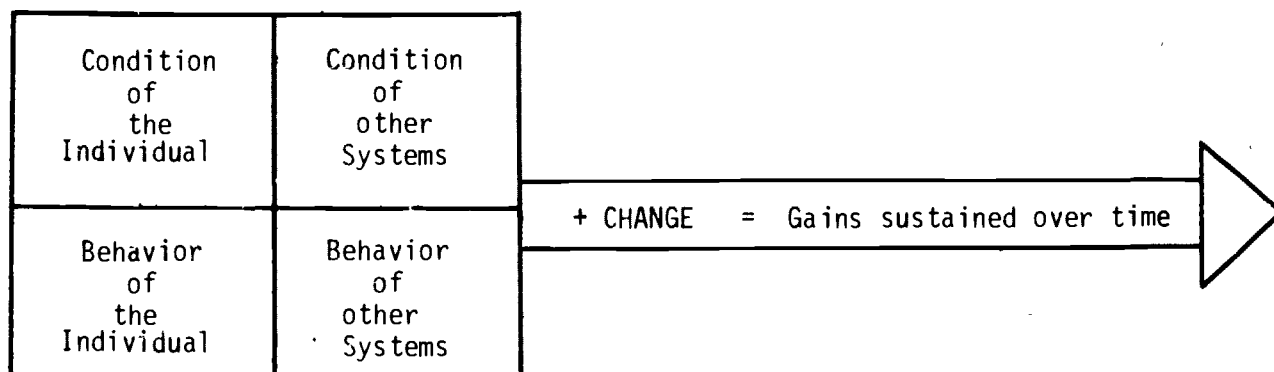 Condition
of
the
Individual
Condition
of
other
Systems
+ CHANGE = Gains sustained over time
Behavior
of
the
Individual
Behavior
of
other
Systems